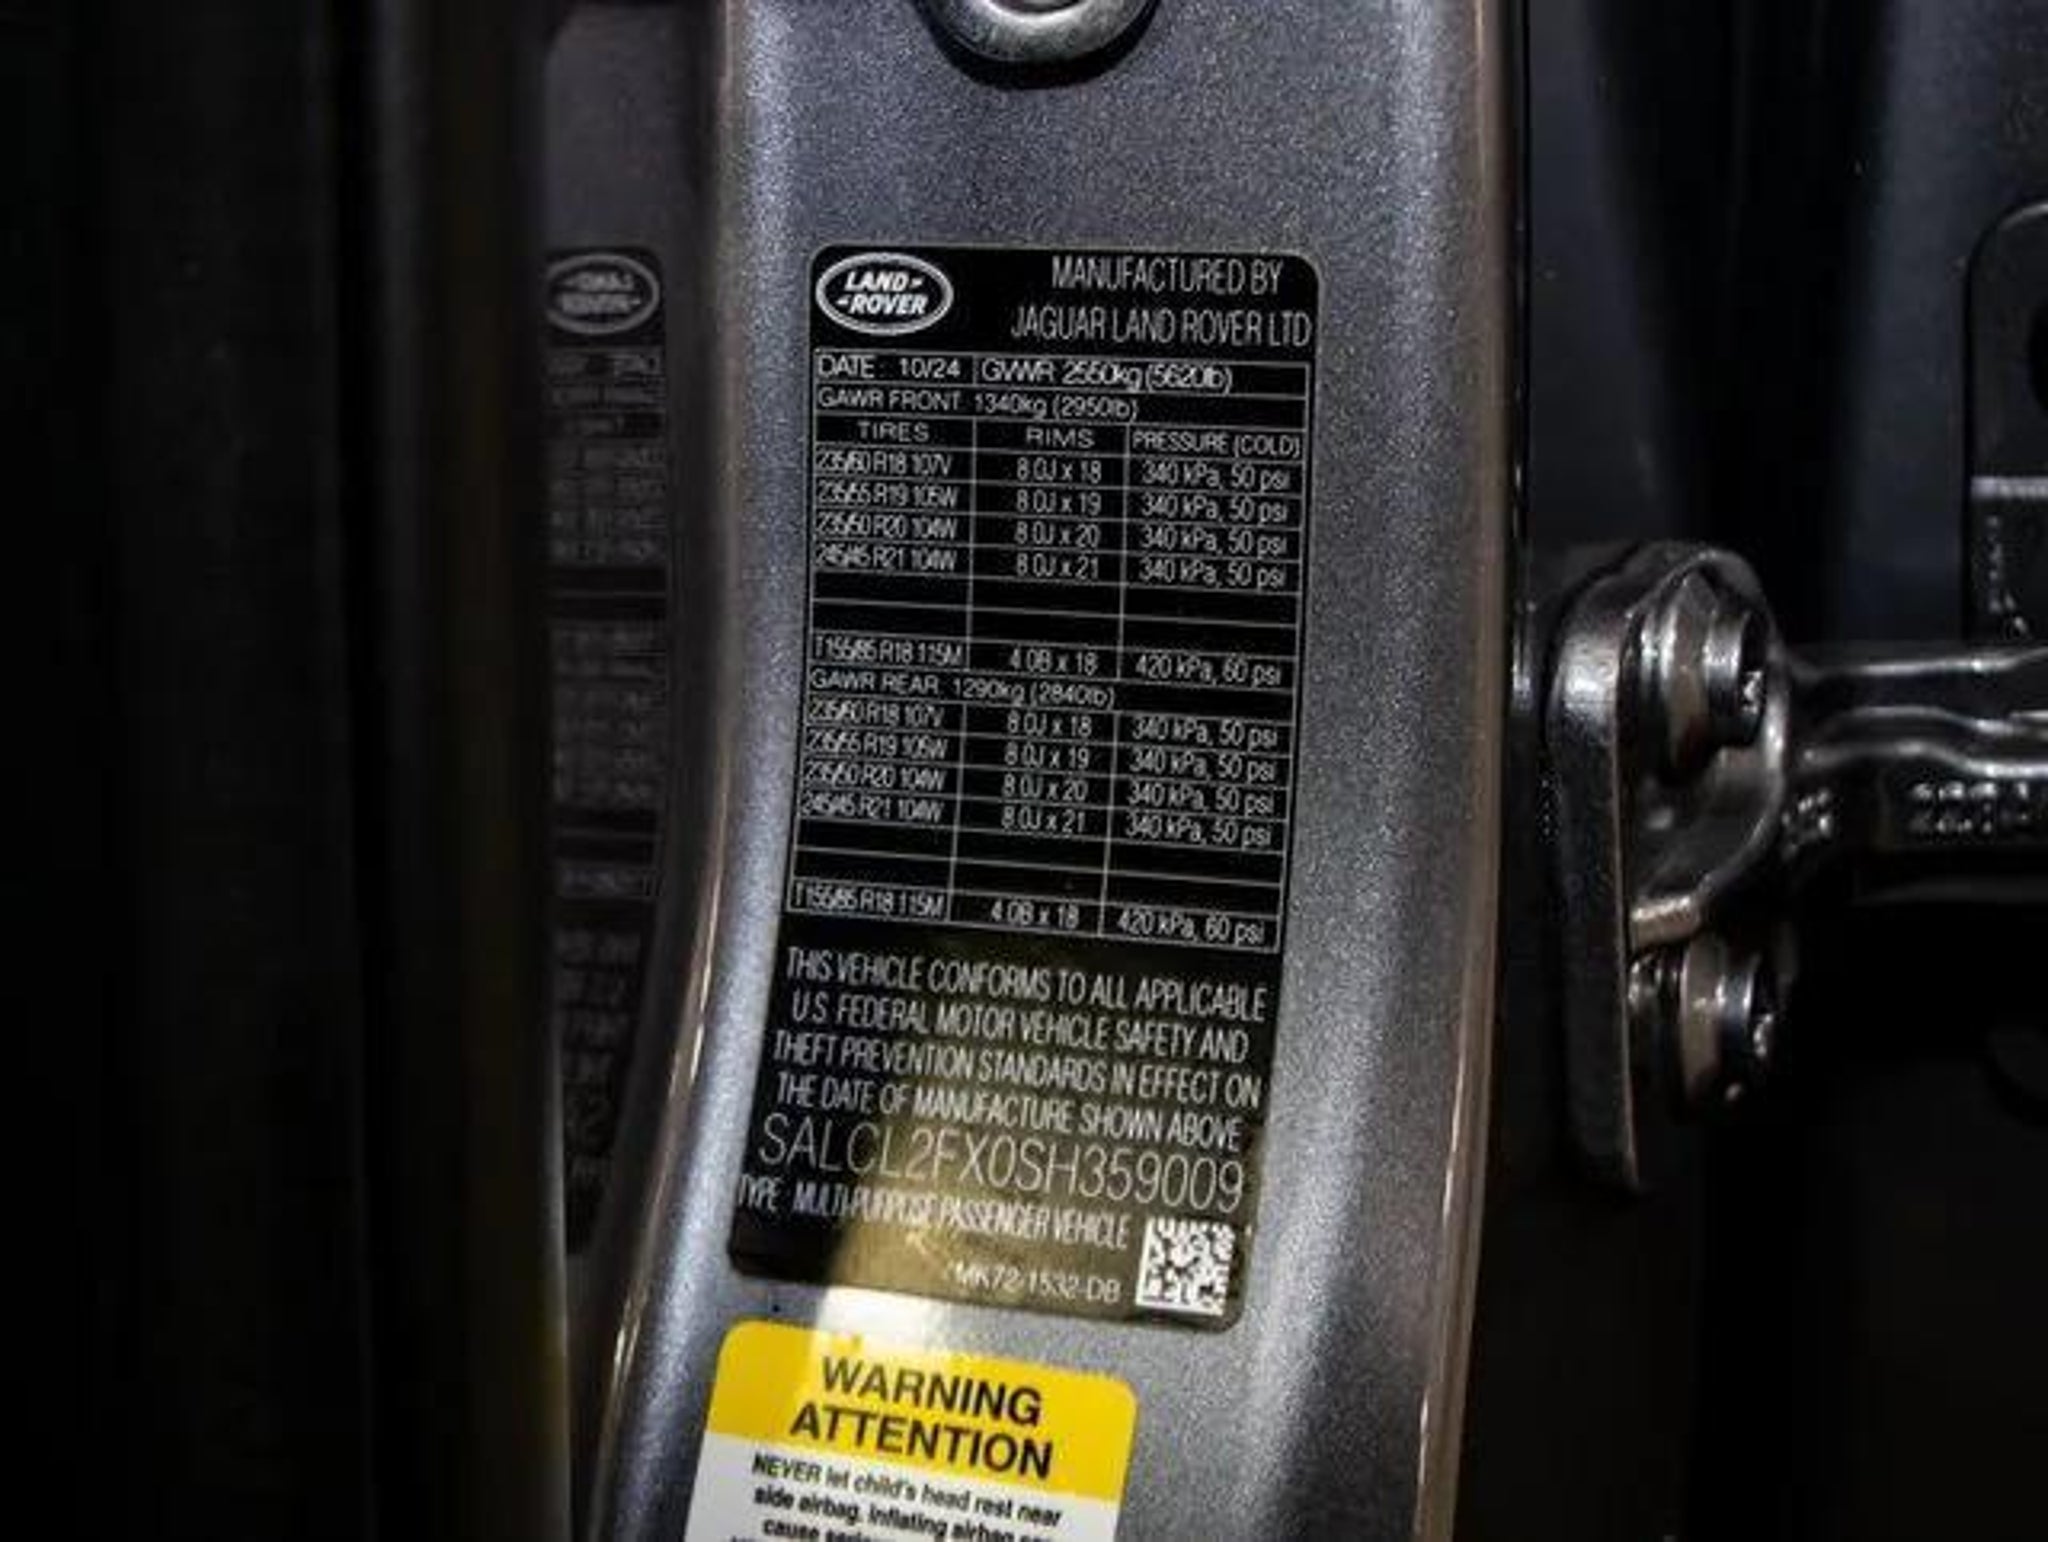 LAND-
-ROVER
MANUFACTURED BY
JAGUAR LAND ROVER LTD
DATE: 10/24 GVWR 2550kg (5620lb)
GAWR FRONT 1340kg (2950lb)
TIRES RIMS PRESSURE (COLD)
235/60 R18 107V 8.0J x 18 340 kPa, 50 psi
235/55 R19 105W 8.0J x 19 340 kPa, 50 psi
235/50 R20 104W 8.0J x 20 340 kPa, 50 psi
245/45 R21 104W 8.0J x 21 340 kPa, 50 psi
T155/85 R18 115M 4.0B x 18 420 kPa, 60 psi
GAWR REAR 1290kg (2840lb)
235/60 R18 107V 8.0J x 18 340 kPa, 50 psi
235/55 R19 105W 8.0J x 19 340 kPa, 50 psi
235/50 R20 104W 8.0J x 20 340 kPa, 50 psi
245/45 R21 104W 8.0J x 21 340 kPa, 50 psi
T155/85 R18 115M 4.0B x 18 420 kPa, 60 psi
THIS VEHICLE CONFORMS TO ALL APPLICABLE
U.S. FEDERAL MOTOR VEHICLE SAFETY AND
THEFT PREVENTION STANDARDS IN EFFECT ON
THE DATE OF MANUFACTURE SHOWN ABOVE
SALCL2FX0SH359009
TYPE MULTI-PURPOSE PASSENGER VEHICLE
MK72-1532-DB
WARNING
ATTENTION
NEVER let child's head rest near
side airbag. Inflating airbag
cause